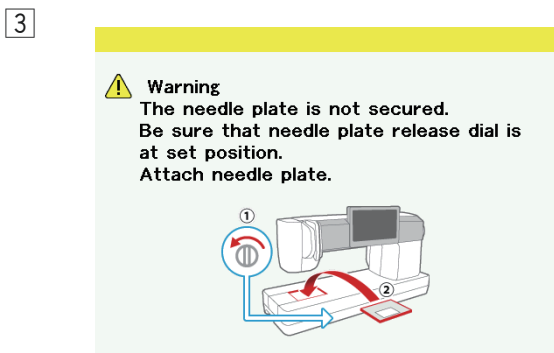 3
Warning
The needle plate is not secured.
Be sure that needle plate release dial is
at set position.
Attach needle plate.
①
②